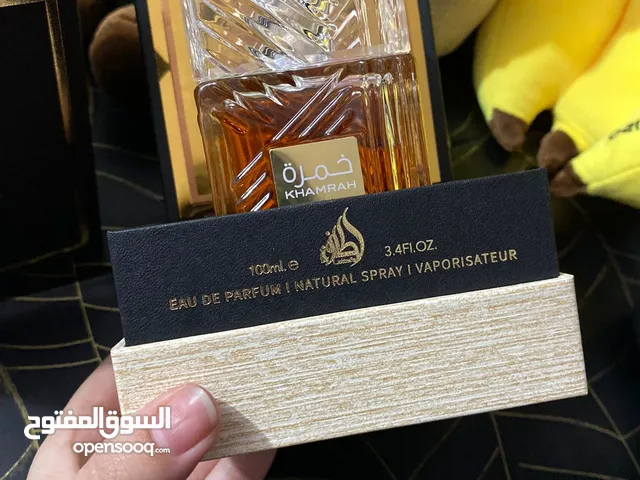 خمرة
KHAMRAH
100ml. e
3.4Fl.OZ.
EAU DE PARFUM I NATURAL SPRAY I VAPORISATEUR
السوق المفتوح
opensooq.com